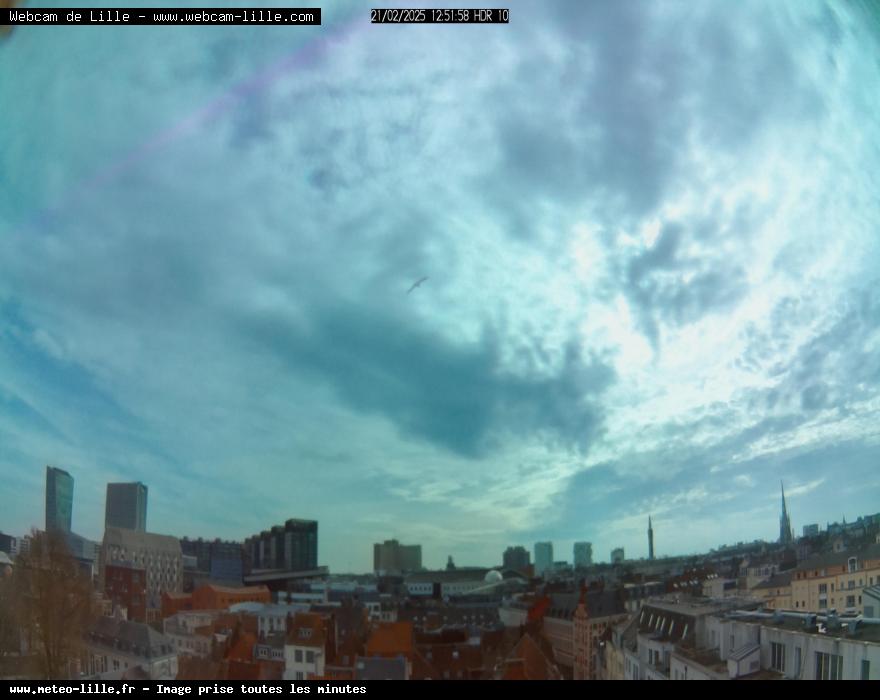 Webcam de Lille - www.webcam-lille.com
21/02/2025 12:51:58 HDR 10
www.meteo-lille.fr - Image prise toutes les minutes